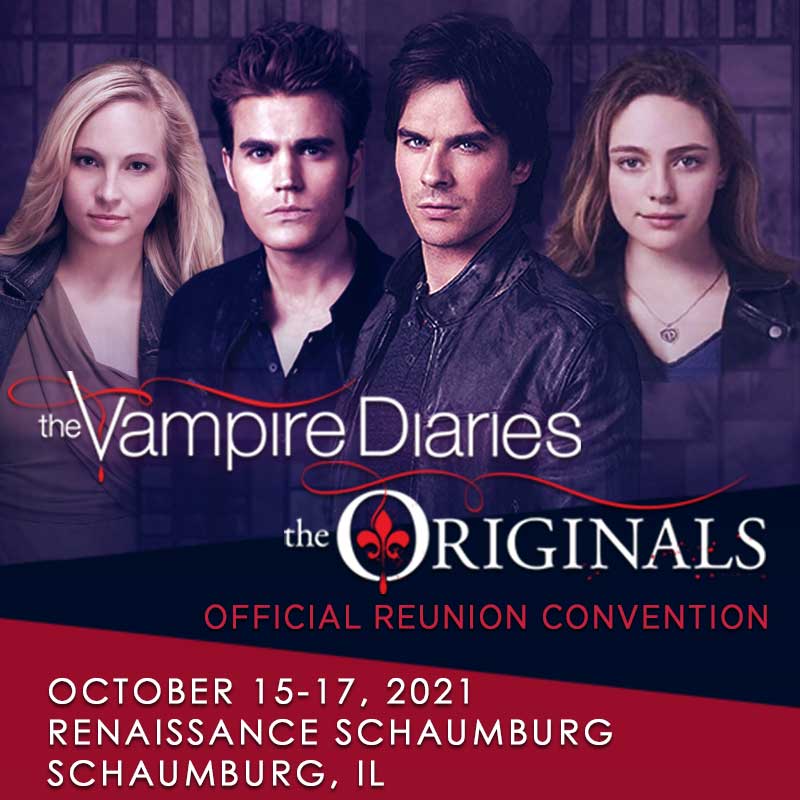 the Vampire Diaries
the ORIGINALS
OFFICIAL REUNION CONVENTION
OCTOBER 15-17, 2021
RENAISSANCE SCHAUMBURG
SCHAUMBURG, IL